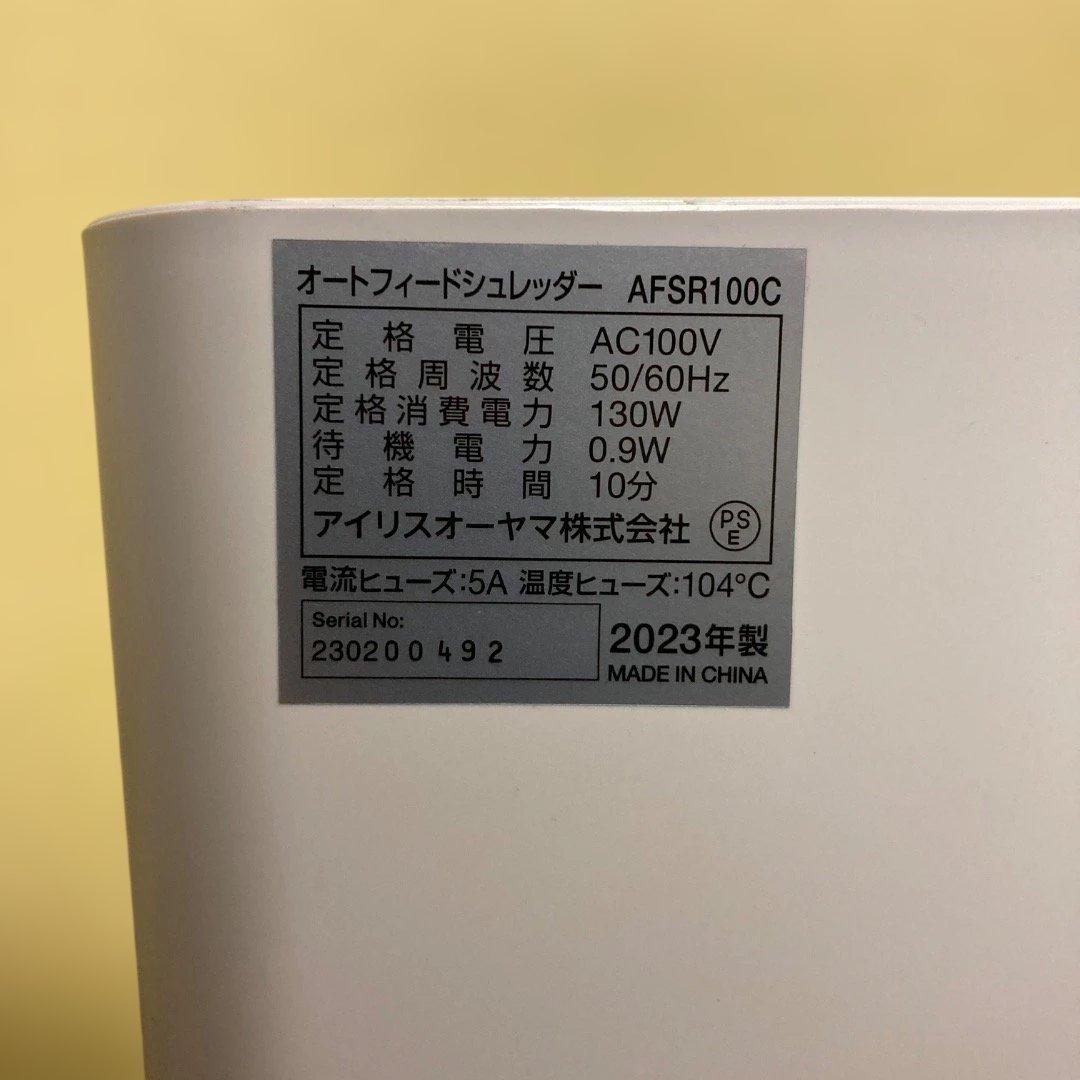 オートフィードシュレッダー AFSR100C
定格電圧 AC100V
定格周波数 50/60Hz
定格消費電力 130W
待機電力 0.9W
定格時間 10分
アイリスオーヤマ株式会社 PSE
電流ヒューズ:5A 温度ヒューズ:104℃
Serial No:
230200492
2023年製
MADE IN CHINA